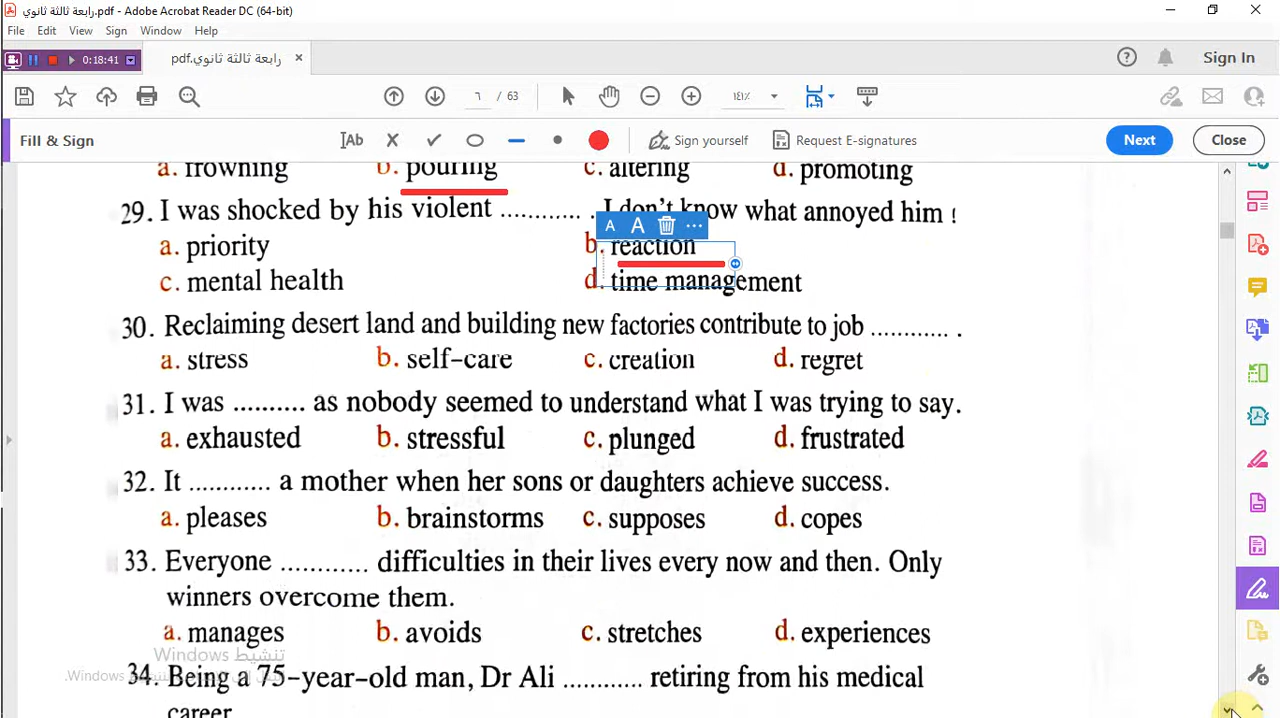 رابعة ثالثة ثانوي.pdf - Adobe Acrobat Reader DC (64-bit)
File Edit View Sign Window Help
0:18:41 رابعة ثالثة ثانوي.pdf × Sign In
٦ / 63 ١٤١٪
Fill & Sign Ab Sign yourself Request E-signatures Next Close
a. frowning b. pouring c. altering d. promoting
29. I was shocked by his violent ............ . I don't know what annoyed him !
A A
a. priority b. reaction
c. mental health d. time management
30. Reclaiming desert land and building new factories contribute to job ............ .
a. stress b. self-care c. creation d. regret
31. I was .......... as nobody seemed to understand what I was trying to say.
a. exhausted b. stressful c. plunged d. frustrated
32. It ............ a mother when her sons or daughters achieve success.
a. pleases b. brainstorms c. supposes d. copes
33. Everyone ............ difficulties in their lives every now and then. Only
winners overcome them.
a. manages b. avoids c. stretches d. experiences
تنشيط Windows
Windows.
34. Being a 75-year-old man, Dr Ali ............ retiring from his medical
career